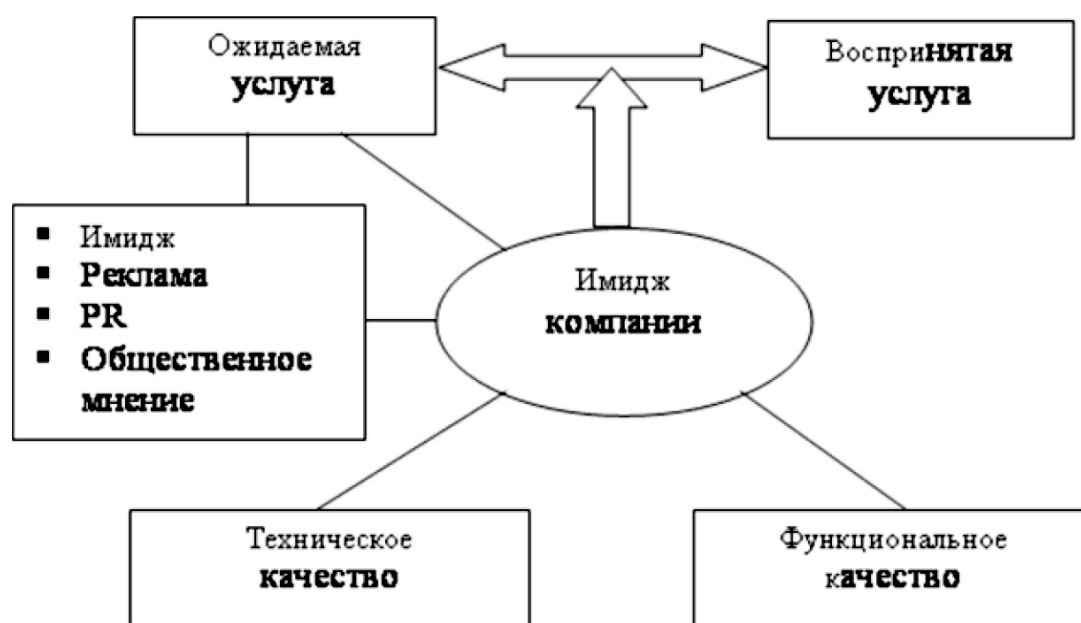 Ожидаемая
услуга
Воспринятая
услуга
Имидж
Реклама
PR
Общественное
мнение
Имидж
компании
Техническое
качество
Функциональное
качество